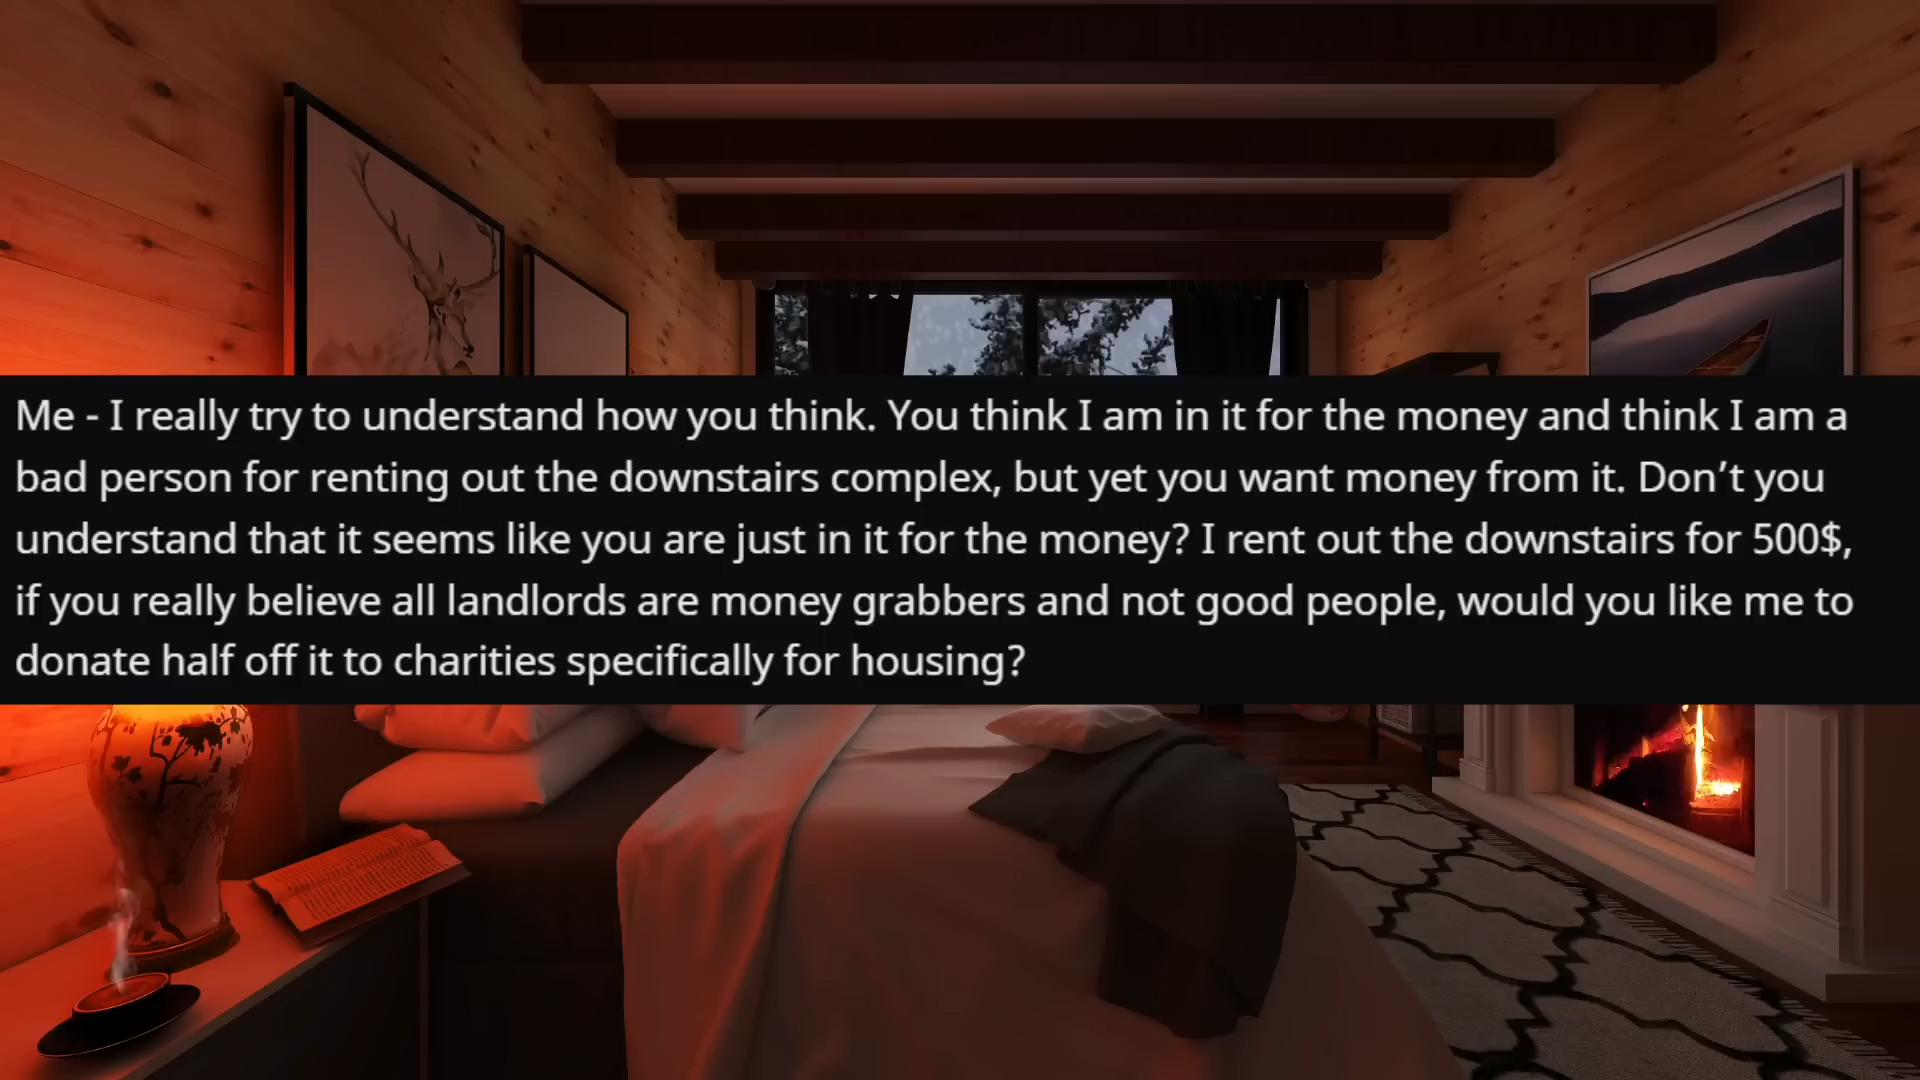 Me - I really try to understand how you think. You think I am in it for the money and think I am a
bad person for renting out the downstairs complex, but yet you want money from it. Don’t you
understand that it seems like you are just in it for the money? I rent out the downstairs for 500$,
if you really believe all landlords are money grabbers and not good people, would you like me to
donate half off it to charities specifically for housing?